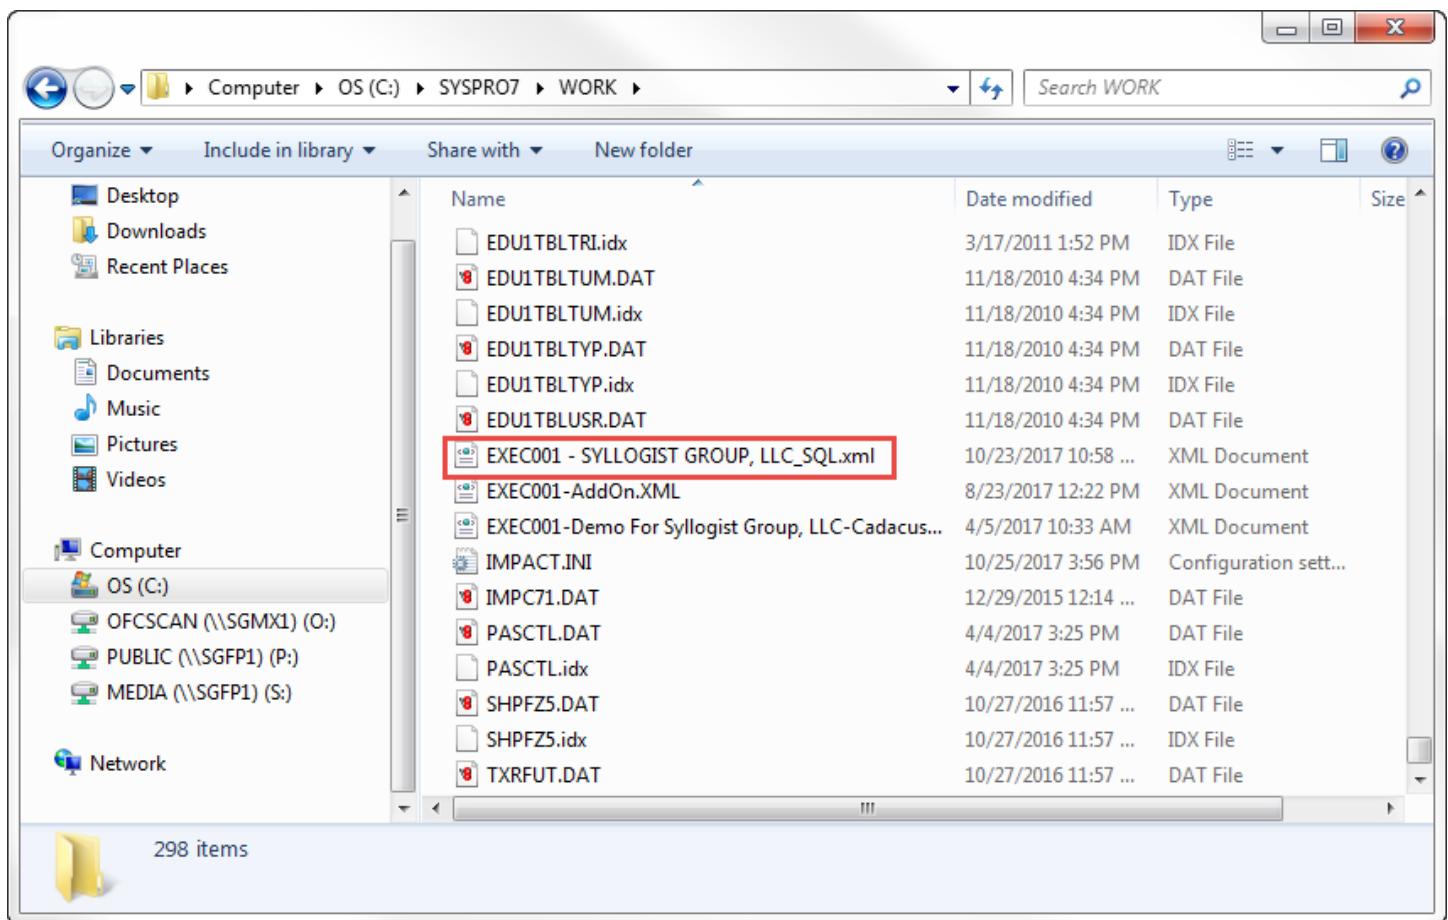 Computer OS (C:) SYSPRO7 WORK Search WORK
Organize Include in library Share with New folder
Desktop
Downloads
Recent Places
Libraries
Documents
Music
Pictures
Videos
Computer
OS (C:)
OFCSCAN (\\SGMX1) (O:)
PUBLIC (\\SGFP1) (P:)
MEDIA (\\SGFP1) (S:)
Network
Name Date modified Type Size
EDU1TBLTRI.idx 3/17/2011 1:52 PM IDX File
EDU1TBLTUM.DAT 11/18/2010 4:34 PM DAT File
EDU1TBLTUM.idx 11/18/2010 4:34 PM IDX File
EDU1TBLTYP.DAT 11/18/2010 4:34 PM DAT File
EDU1TBLTYP.idx 11/18/2010 4:34 PM IDX File
EDU1TBLUSR.DAT 11/18/2010 4:34 PM DAT File
EXEC001 - SYLLOGIST GROUP, LLC_SQL.xml 10/23/2017 10:58 ... XML Document
EXEC001-AddOn.XML 8/23/2017 12:22 PM XML Document
EXEC001-Demo For Syllogist Group, LLC-Cadacus... 4/5/2017 10:33 AM XML Document
IMPACT.INI 10/25/2017 3:56 PM Configuration sett...
IMPC71.DAT 12/29/2015 12:14 ... DAT File
PASCTL.DAT 4/4/2017 3:25 PM DAT File
PASCTL.idx 4/4/2017 3:25 PM IDX File
SHPFZ5.DAT 10/27/2016 11:57 ... DAT File
SHPFZ5.idx 10/27/2016 11:57 ... IDX File
TXRFUT.DAT 10/27/2016 11:57 ... DAT File
298 items